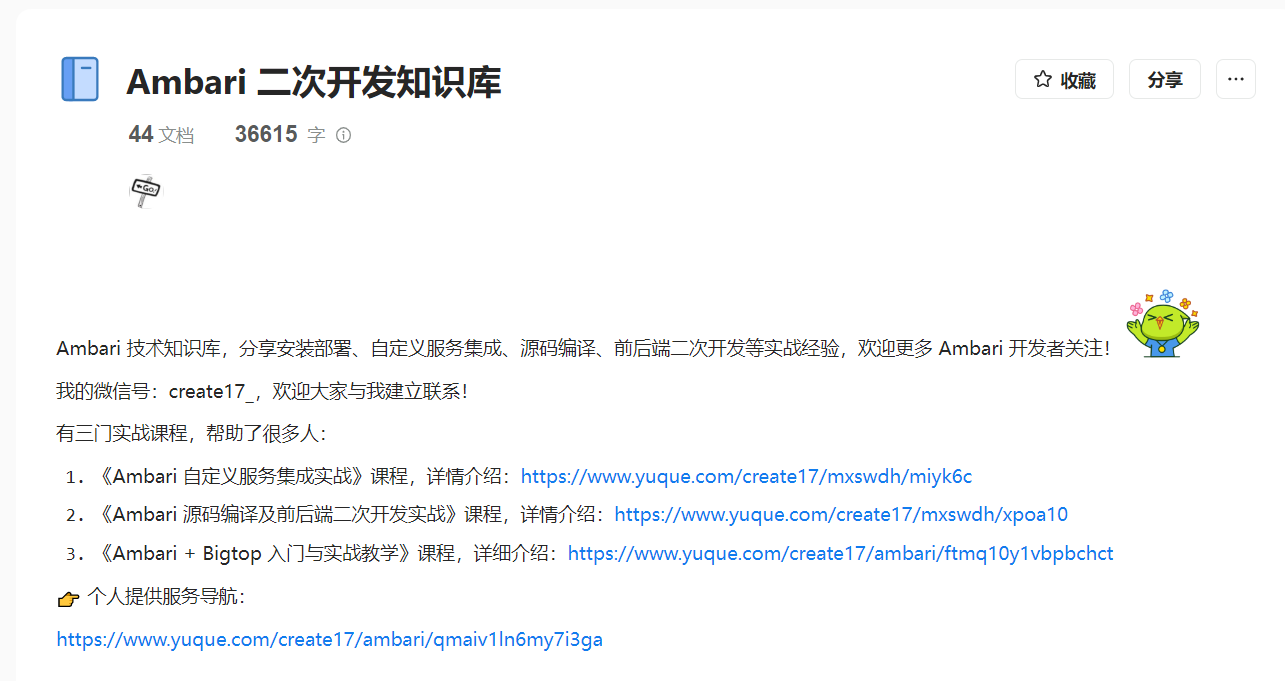 Ambari 二次开发知识库
收藏
分享
44 文档 36615 字
Go!
Ambari 技术知识库，分享安装部署、自定义服务集成、源码编译、前后端二次开发等实战经验，欢迎更多 Ambari 开发者关注！
我的微信号：create17_，欢迎大家与我建立联系！
有三门实战课程，帮助了很多人：
1. 《Ambari 自定义服务集成实战》课程，详情介绍：https://www.yuque.com/create17/mxswdh/miyk6c
2. 《Ambari 源码编译及前后端二次开发实战》课程，详情介绍：https://www.yuque.com/create17/mxswdh/xpoa10
3. 《Ambari + Bigtop 入门与实战教学》课程，详细介绍：https://www.yuque.com/create17/ambari/ftmq10y1vbpbchct
👉 个人提供服务导航：
https://www.yuque.com/create17/ambari/qmaiv1ln6my7i3ga